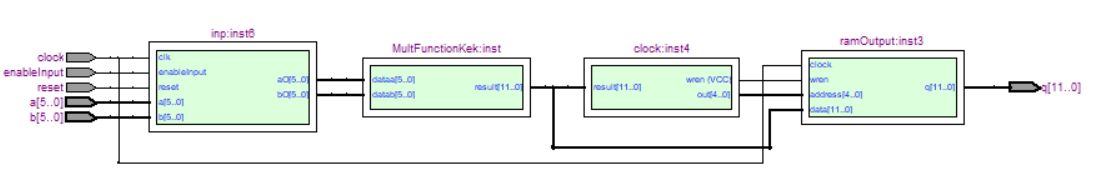 inp:inst6
clock
enableInput
reset
a[5..0]
b[5..0]
clk
enableInput
reset
a[5..0]
b[5..0]
aO[5..0]
bO[5..0]
MultFunctionKek:inst
dataa[5..0]
datab[5..0]
result[11..0]
clock:inst4
result[11..0]
wren (VCC)
out[4..0]
ramOutput:inst3
clock
wren
address[4..0]
data[11..0]
q[11..0]
q[11..0]